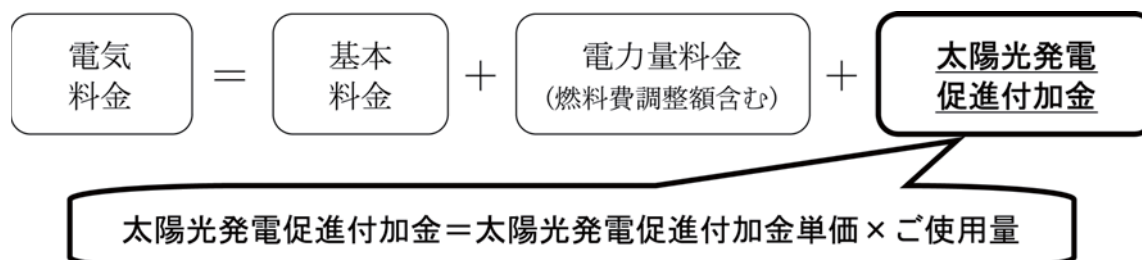 電気
料金
=
基本
料金
+
電力量料金
(燃料費調整額含む)
+
太陽光発電
促進付加金
太陽光発電促進付加金=太陽光発電促進付加金単価×ご使用量